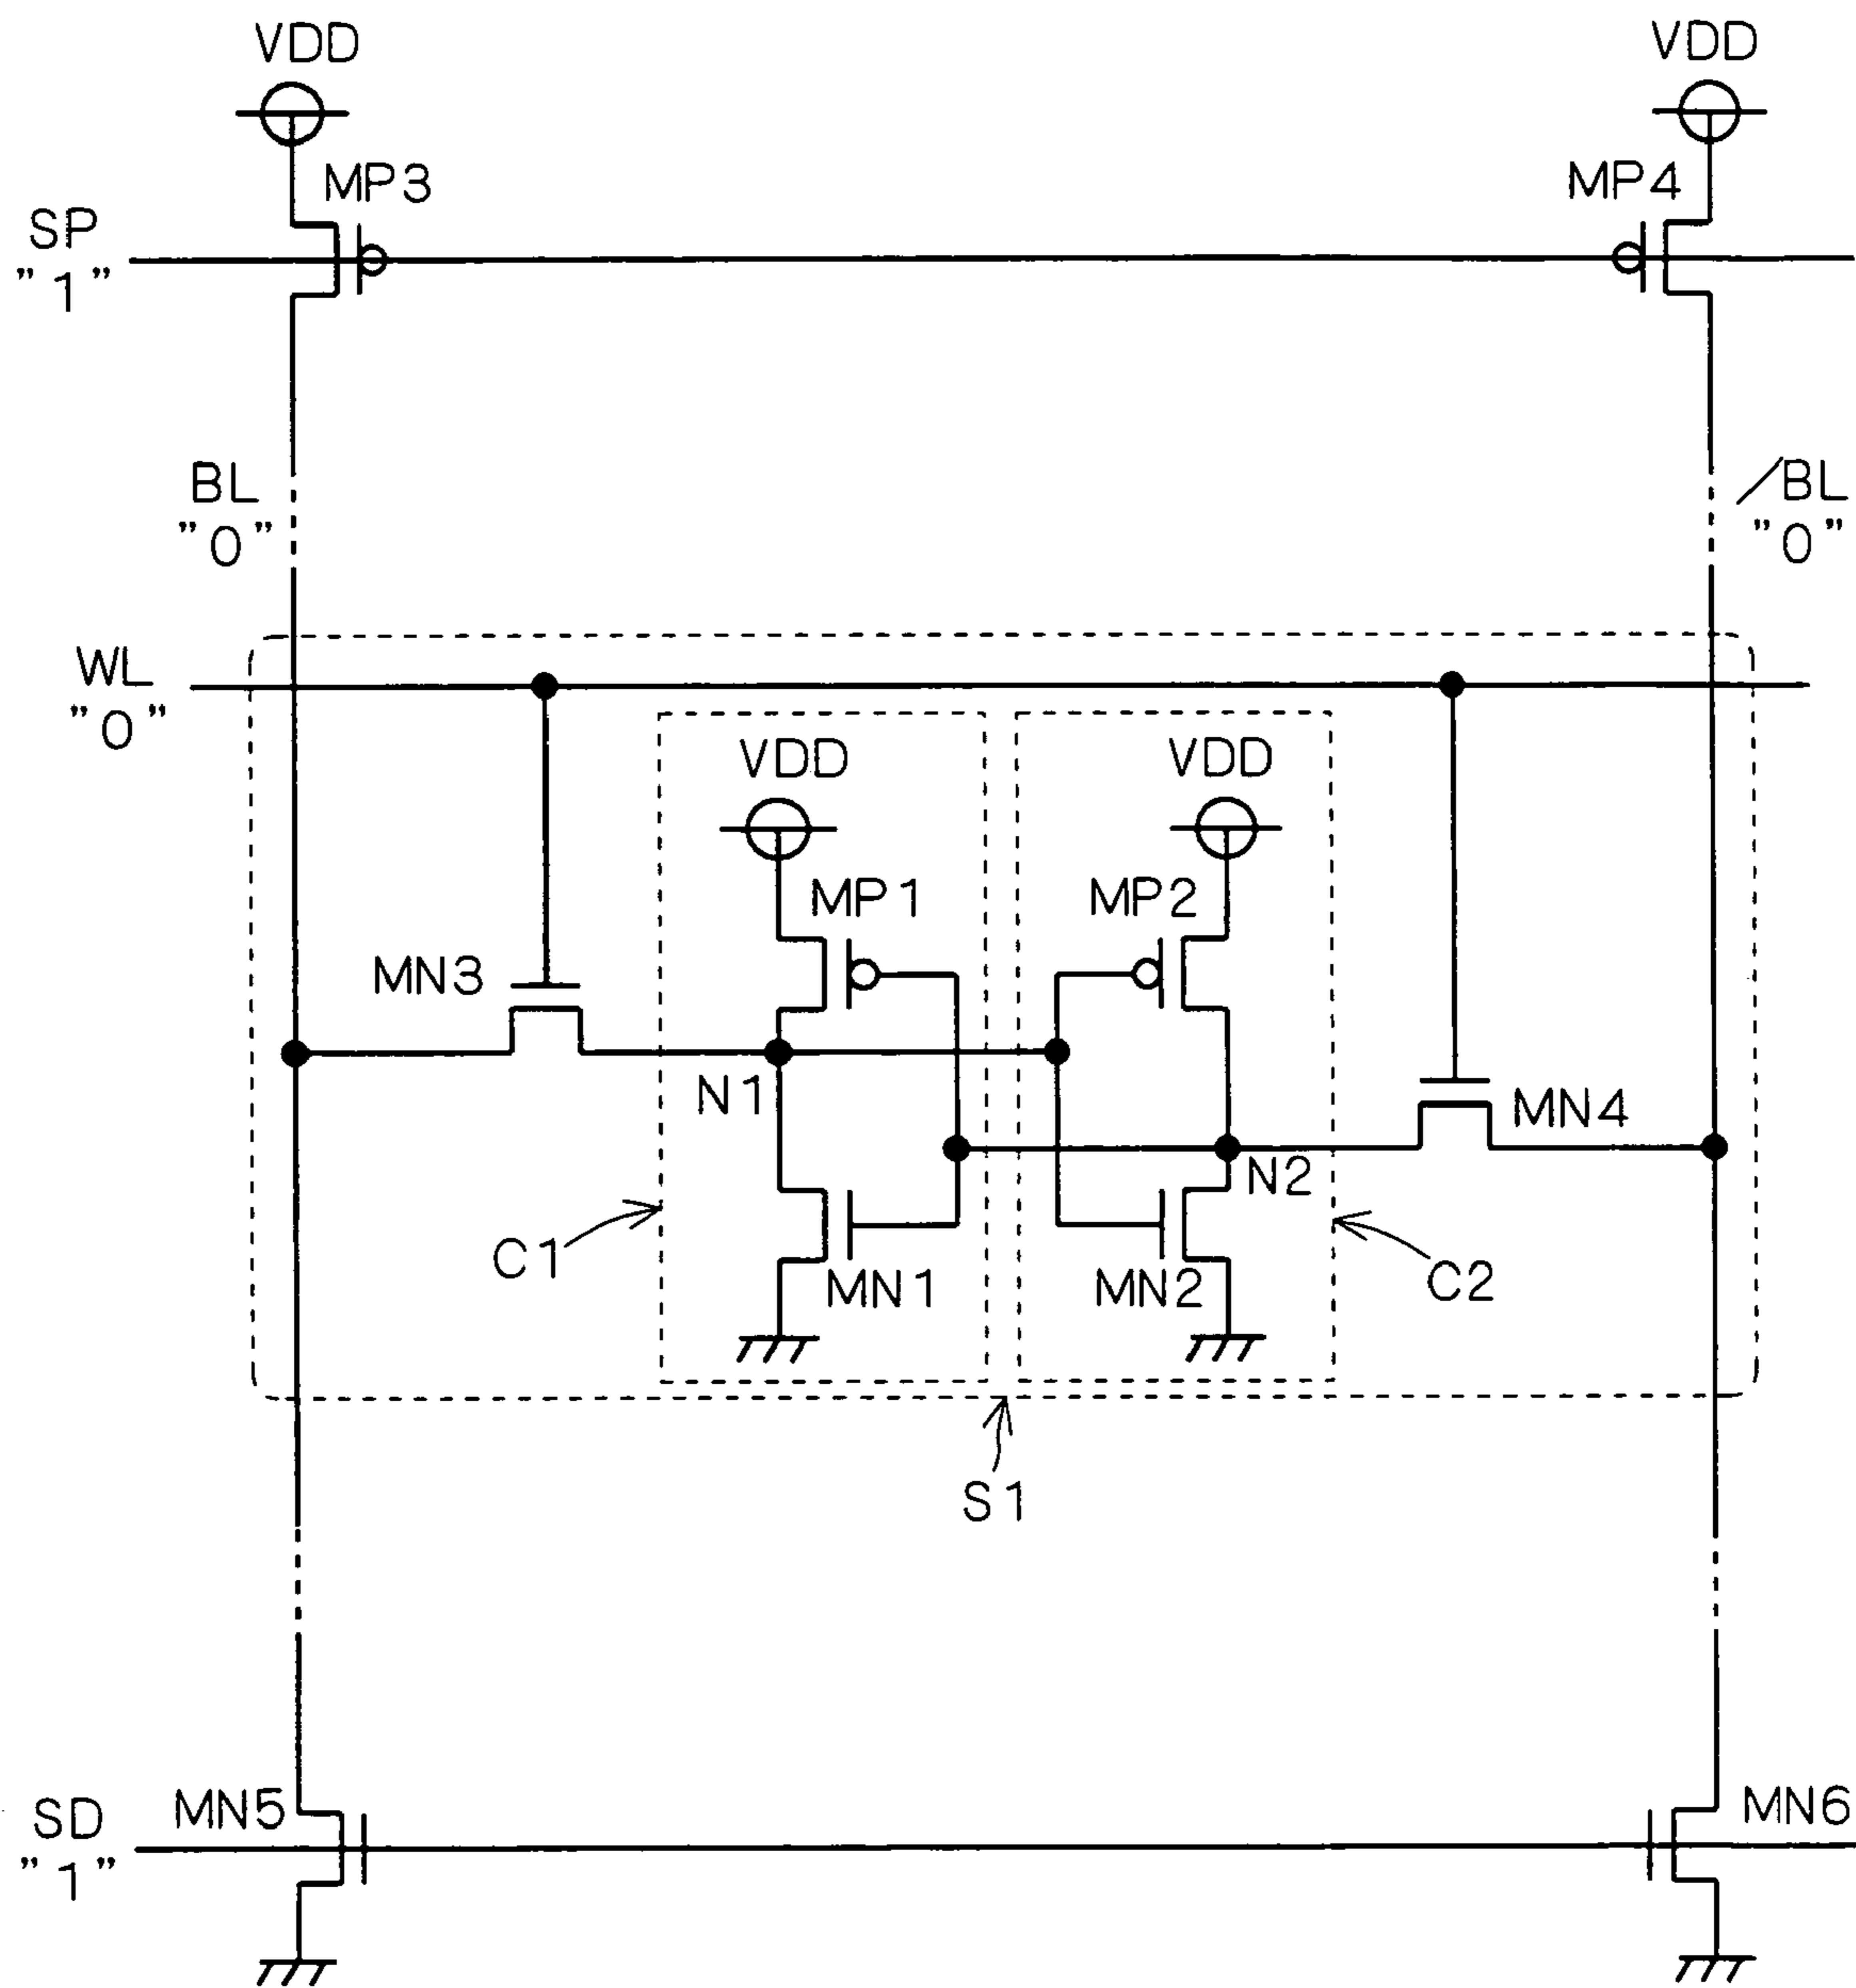 VDD
VDD
MP3
MP4
SP
"1"
BL
"0"
/BL
"0"
WL
"0"
VDD
VDD
MP1
MP2
MN3
N1
MN4
N2
C1
MN1
MN2
C2
S1
SD
"1"
MN5
MN6